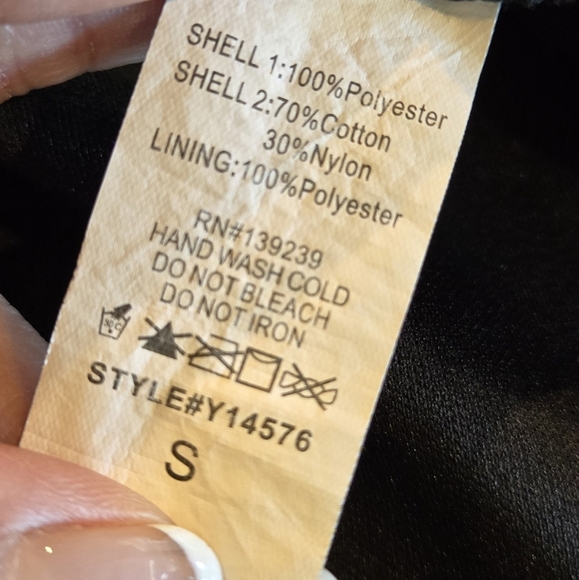 SHELL 1:100%Polyester
SHELL 2:70%Cotton
30%Nylon
LINING:100%Polyester
RN#139239
HAND WASH COLD
DO NOT BLEACH
DO NOT IRON
30C
STYLE#Y14576
S